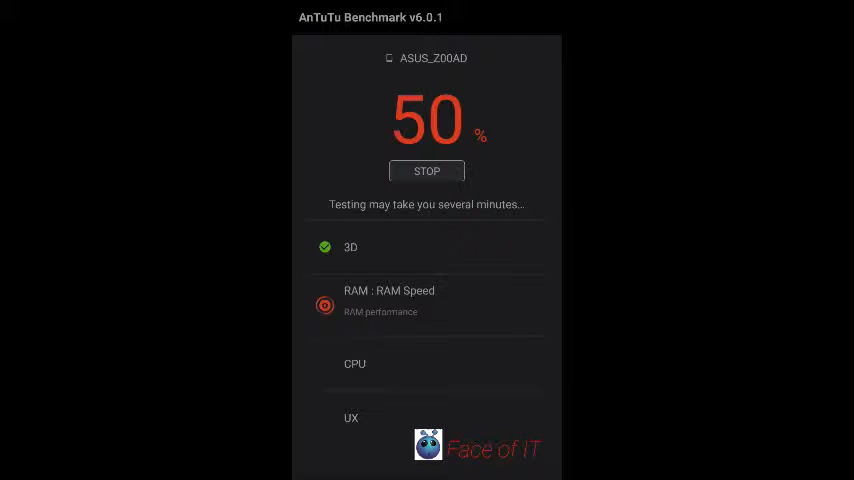 AnTuTu Benchmark v6.0.1
ASUS_Z00AD
50 %
STOP
Testing may take you several minutes...
3D
RAM : RAM Speed
RAM performance
CPU
UX
Face of IT